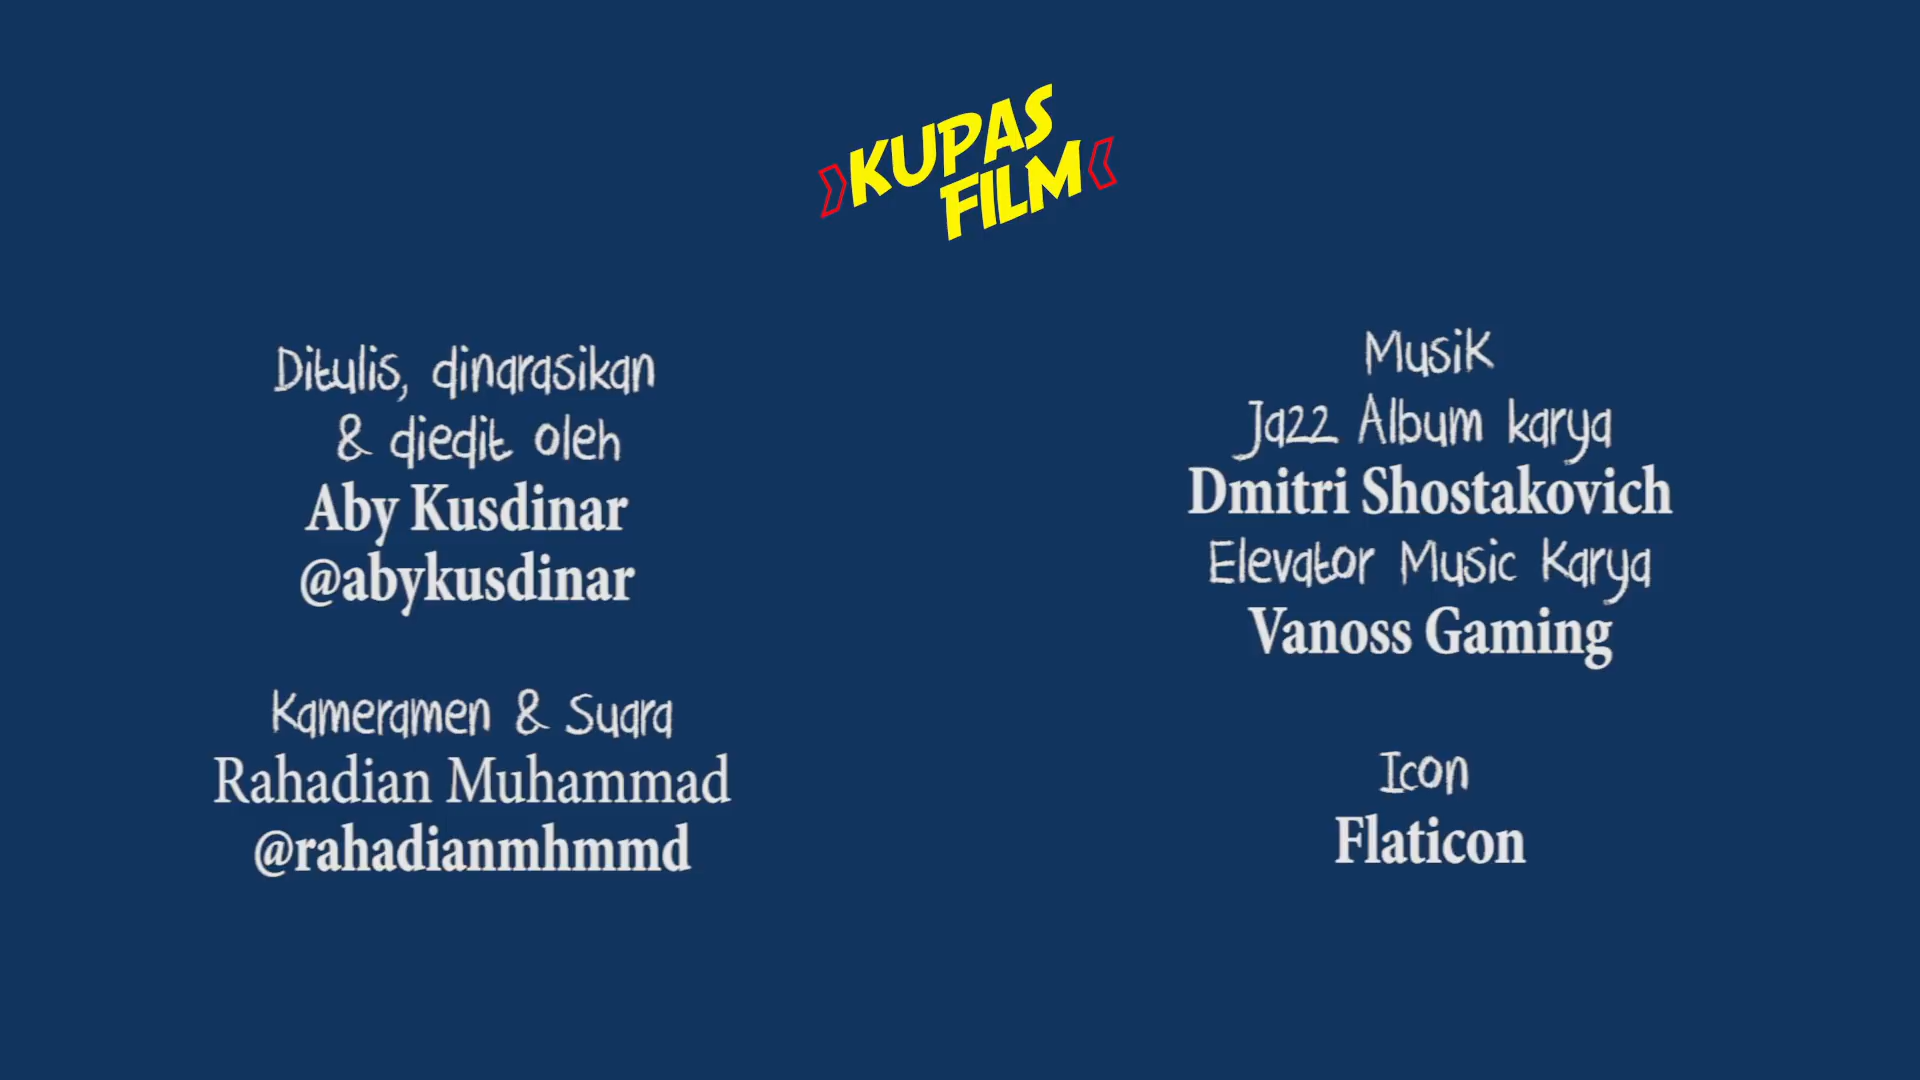 KUPAS
FILM
Ditulis, dinarasikan
& diedit oleh
Aby Kusdinar
@abykusdinar
Kameramen & Suara
Rahadian Muhammad
@rahadianmhmmd
Musik
Jazz Album karya
Dmitri Shostakovich
Elevator Music Karya
Vanoss Gaming
Icon
Flaticon